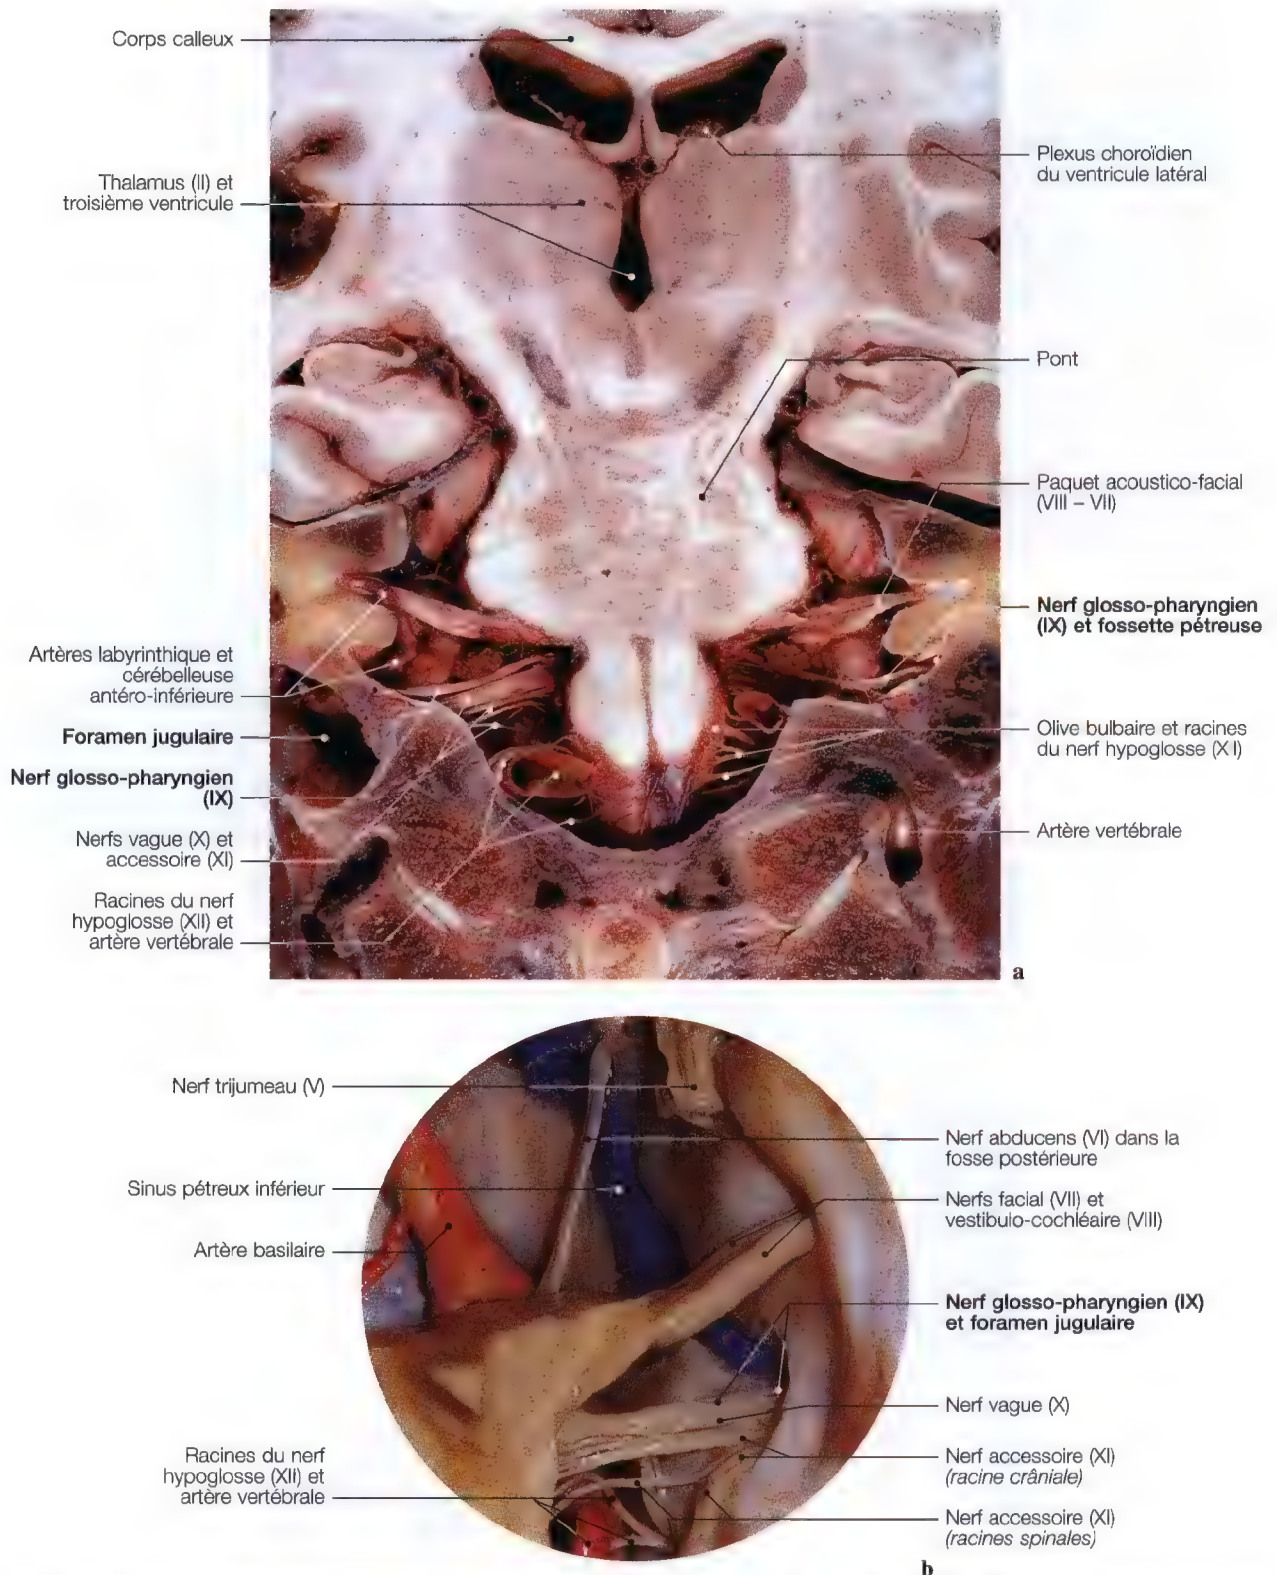 Corps calleux
Thalamus (II) et
troisième ventricule
Artères labyrinthique et
cérébelleuse
antéro-inférieure
Foramen jugulaire
Nerf glosso-pharyngien
(IX)
Nerfs vague (X) et
accessoire (XI)
Racines du nerf
hypoglosse (XII) et
artère vertébrale
Plexus choroïdien
du ventricule latéral
Pont
Paquet acoustico-facial
(VIII – VII)
Nerf glosso-pharyngien
(IX) et fossette pétreuse
Olive bulbaire et racines
du nerf hypoglosse (XII)
Artère vertébrale
a
Nerf trijumeau (V)
Sinus pétreux inférieur
Artère basilaire
Racines du nerf
hypoglosse (XII) et
artère vertébrale
Nerf abducens (VI) dans la
fosse postérieure
Nerfs facial (VII) et
vestibulo-cochléaire (VIII)
Nerf glosso-pharyngien (IX)
et foramen jugulaire
Nerf vague (X)
Nerf accessoire (XI)
(racine crâniale)
Nerf accessoire (XI)
(racines spinales)
b